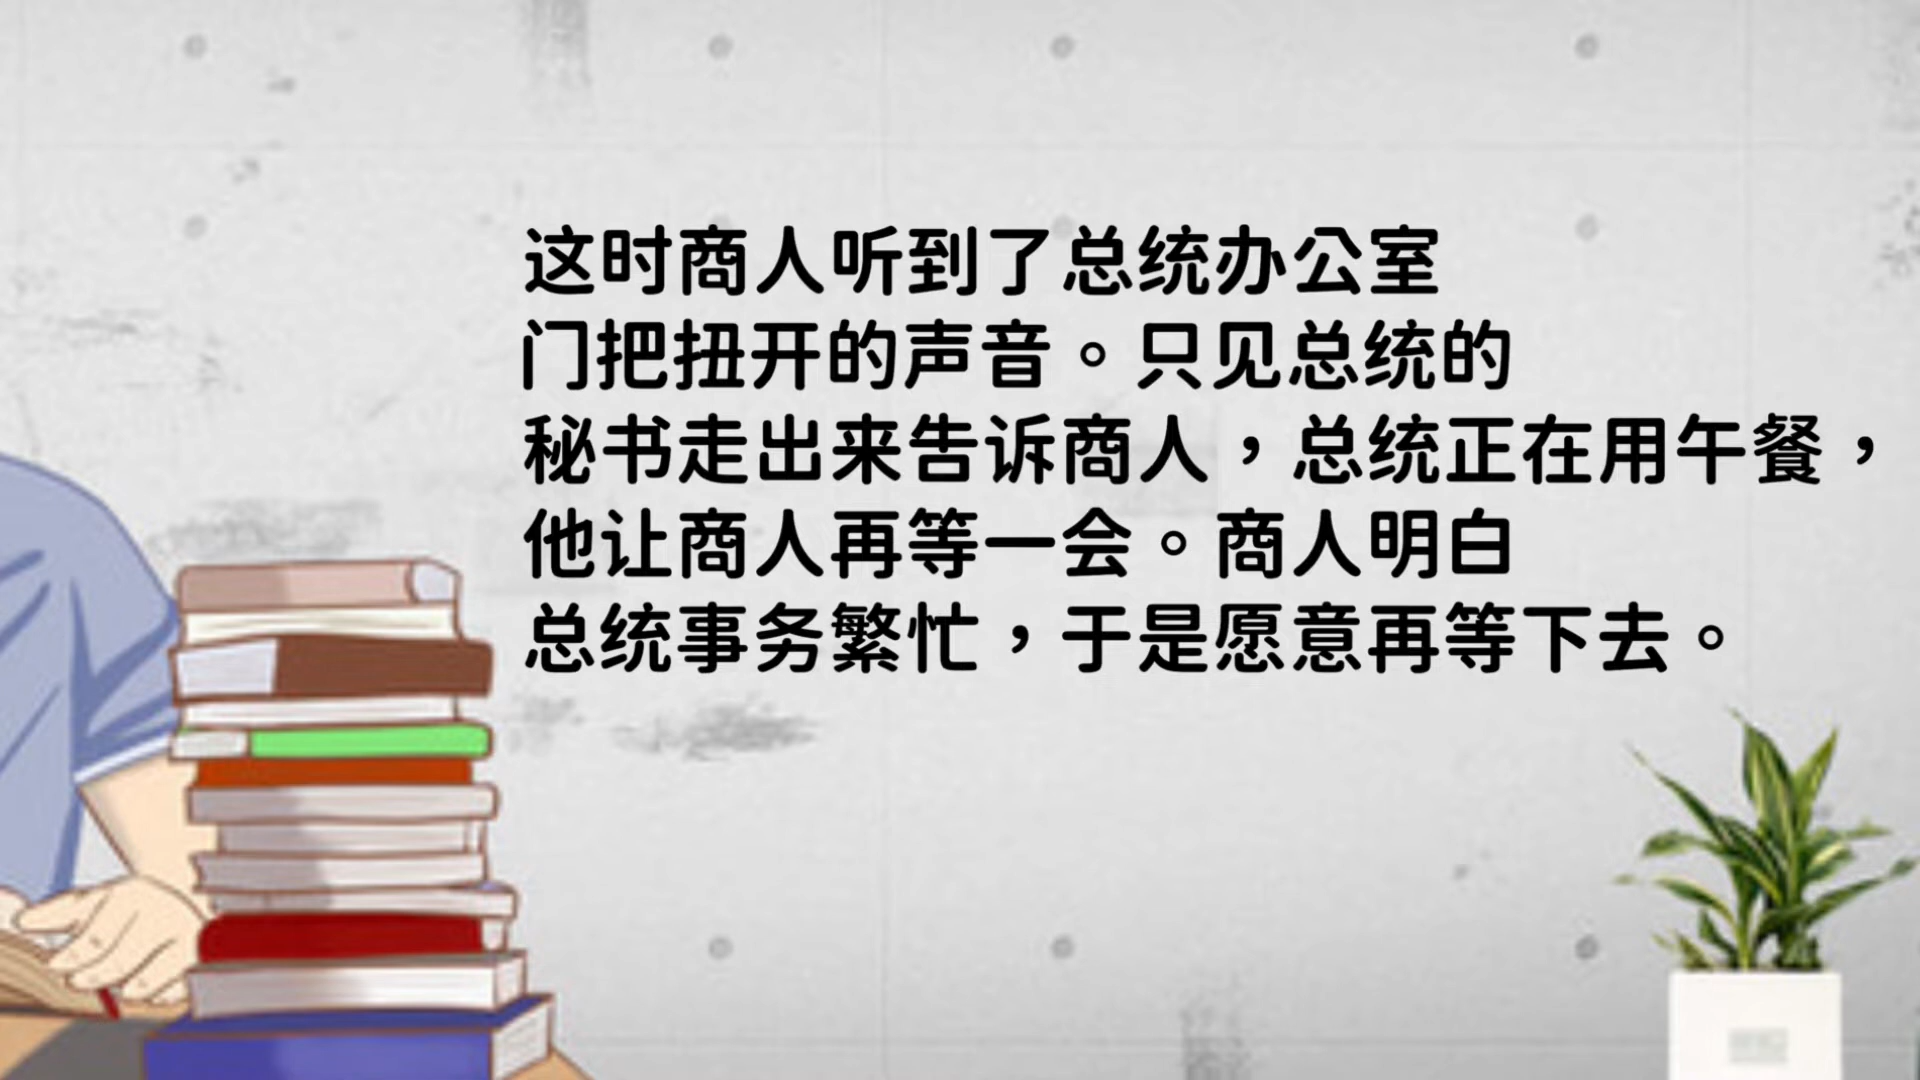 这时商人听到了总统办公室
门把扭开的声音。只见总统的
秘书走出来告诉商人，总统正在用午餐，
他让商人再等一会。商人明白
总统事务繁忙，于是愿意再等下去。